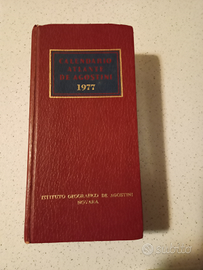 CALENDARIO
ATLANTE
DE AGOSTINI
1977
ISTITUTO GEOGRAFICO DE AGOSTINI
NOVARA